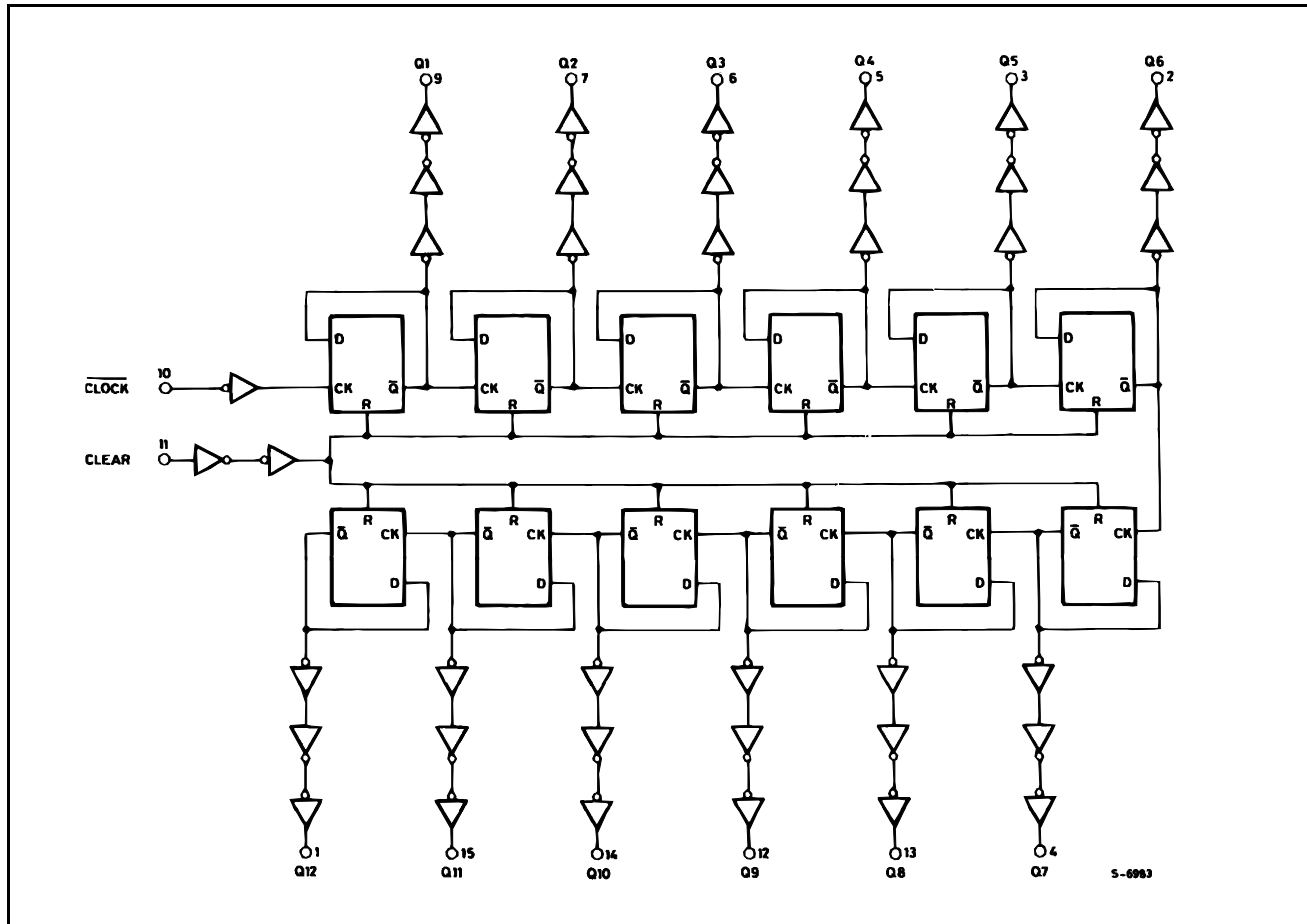 Q1 Q2 Q3 Q4 Q5 Q6
9 7 6 5 3 2
D D D D D D
10
CLOCK CK Q̅ CK Q̅ CK Q̅ CK Q̅ CK Q̅ CK Q̅
R R R R R R
11
CLEAR
R R R R R R
Q̅ CK Q̅ CK Q̅ CK Q̅ CK Q̅ CK Q̅ CK
D D D D D D
1 15 14 12 13 4
Q12 Q11 Q10 Q9 Q8 Q7
S-6983